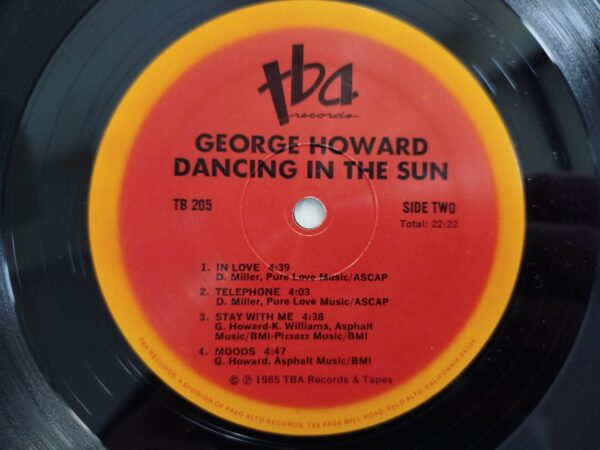 tba
records
GEORGE HOWARD
DANCING IN THE SUN
TB 205
SIDE TWO
Total: 22:22
1. IN LOVE 4:39
D. Miller, Pure Love Music/ASCAP
2. TELEPHONE 4:03
D. Miller, Pure Love Music/ASCAP
3. STAY WITH ME 4:38
G. Howard-K. Williams, Asphalt
Music/BMI-Pizzazz Music/BMI
4. MOODS 4:47
G. Howard, Asphalt Music/BMI
© ℗ 1985 TBA Records & Tapes
TBA RECORDS, A DIVISION OF PALO ALTO RECORDS, 755 PAGE MILL ROAD, PALO ALTO, CALIFORNIA 94304